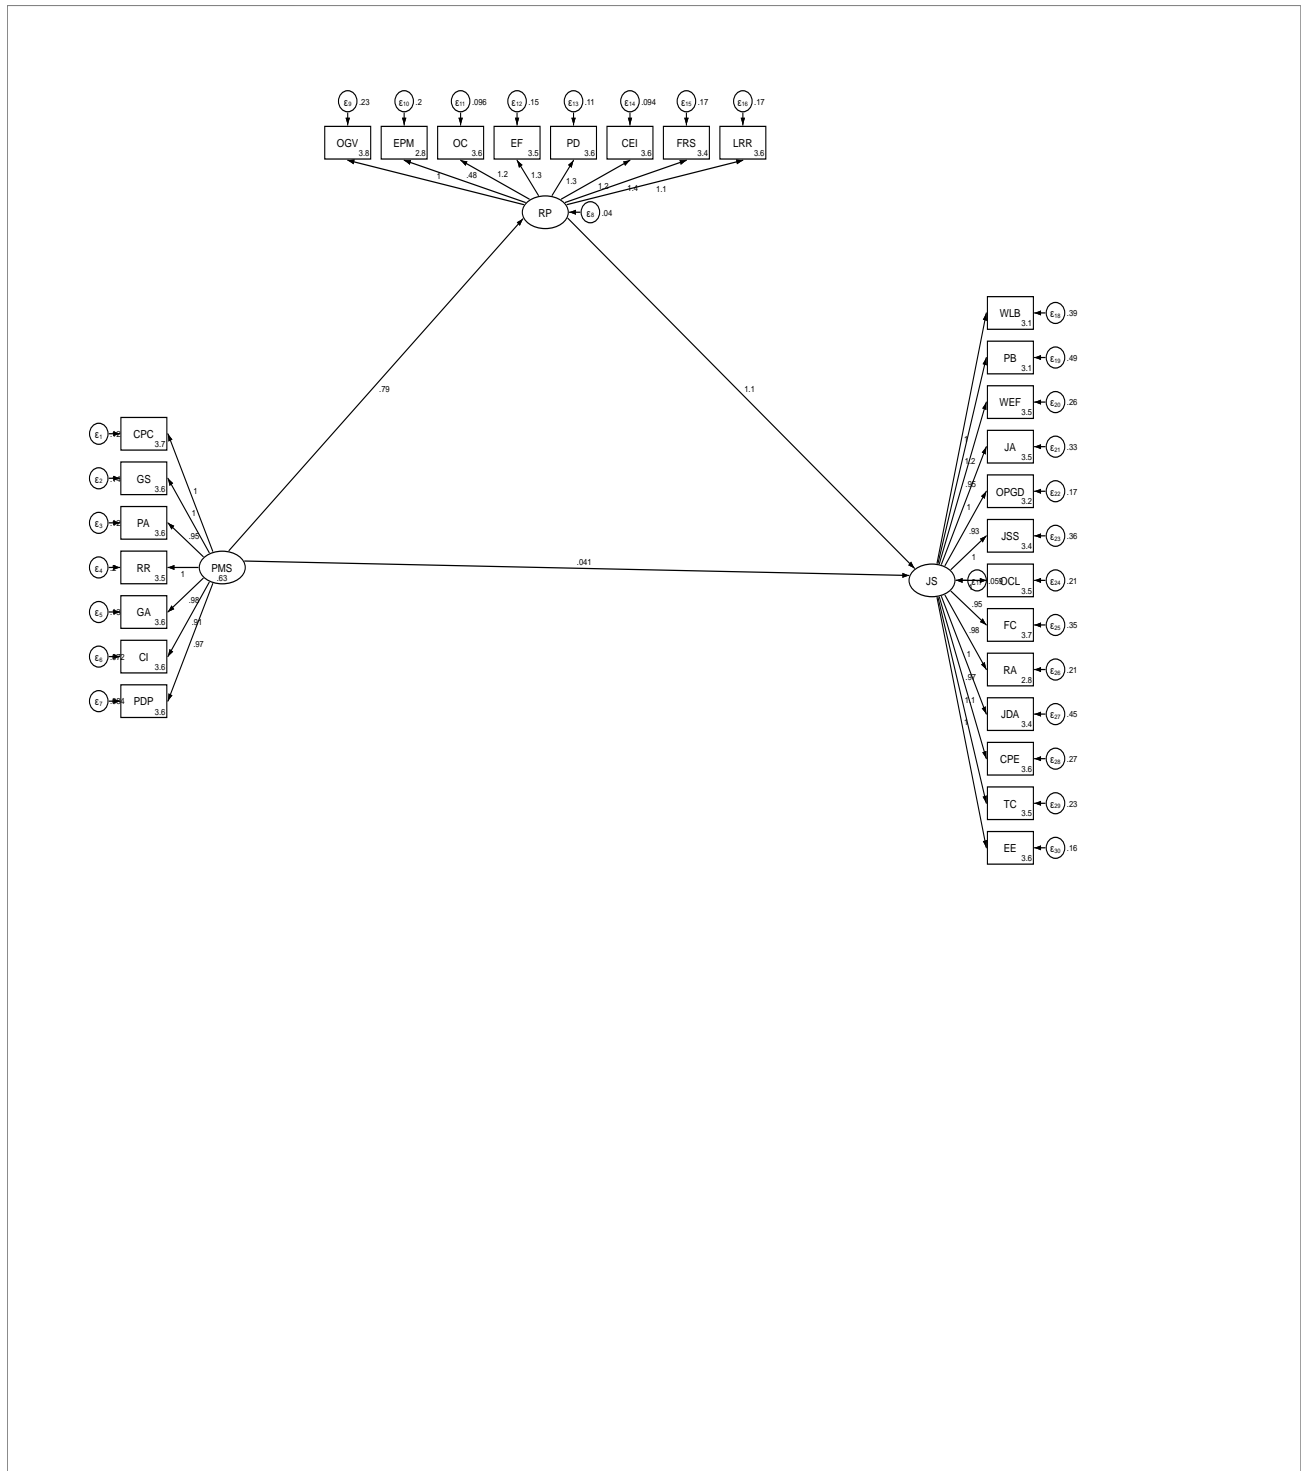 ε9 .23 ε10 .2 ε11 .096 ε12 .15 ε13 .11 ε14 .094 ε15 .17 ε16 .17
OGV EPM OC EF PD CEI FRS LRR
3.8 2.8 3.6 3.5 3.6 3.6 3.4 3.6
1 .48 1.2 1.3 1.3 1.2 1.4 1.1
RP ε8 .04
WLB 3.1 ε18 .39
PB 3.1 ε19 .49
.79 1.1
WEF 3.5 ε20 .26
ε1 CPC 3.7
1
JA 3.5 ε21 .33
1.2
ε2 GS 3.6
.95
OPGD 3.2 ε22 .17
1
1
1
ε3 PA 3.6
.95
.93
JSS 3.4 ε23 .36
1
ε4 RR 3.5
1
PMS
.63
.041
JS
OCL 3.5 ε24 .21
ε5 GA 3.6
.98
.91
.95
FC 3.7 ε25 .35
.98
.97
ε6 CI 3.6
1
RA 2.8 ε26 .21
.97
ε7 PDP 3.6
1.1
JDA 3.4 ε27 .45
1
CPE 3.6 ε28 .27
TC 3.5 ε29 .23
EE 3.6 ε30 .16